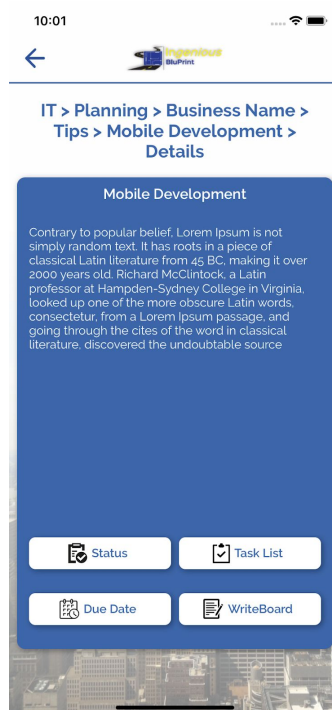 10:01
Ingenious
BluPrint
IT > Planning > Business Name >
Tips > Mobile Development >
Details
Mobile Development
Contrary to popular belief, Lorem Ipsum is not
simply random text. It has roots in a piece of
classical Latin literature from 45 BC, making it over
2000 years old. Richard McClintock, a Latin
professor at Hampden-Sydney College in Virginia,
looked up one of the more obscure Latin words,
consectetur, from a Lorem Ipsum passage, and
going through the cites of the word in classical
literature, discovered the undoubtable source
Status
Task List
Due Date
WriteBoard